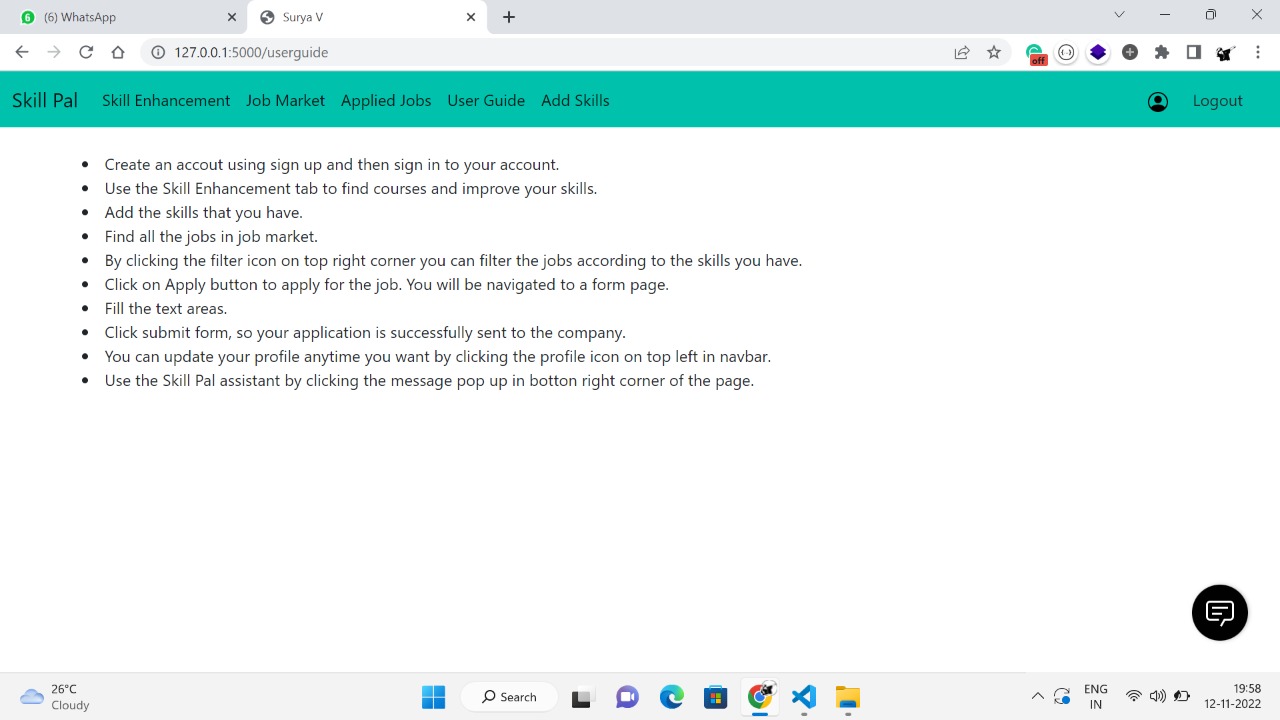 (6) WhatsApp
Surya V
127.0.0.1:5000/userguide
off
Skill Pal
Skill Enhancement
Job Market
Applied Jobs
User Guide
Add Skills
Logout
Create an accout using sign up and then sign in to your account.
Use the Skill Enhancement tab to find courses and improve your skills.
Add the skills that you have.
Find all the jobs in job market.
By clicking the filter icon on top right corner you can filter the jobs according to the skills you have.
Click on Apply button to apply for the job. You will be navigated to a form page.
Fill the text areas.
Click submit form, so your application is successfully sent to the company.
You can update your profile anytime you want by clicking the profile icon on top left in navbar.
Use the Skill Pal assistant by clicking the message pop up in botton right corner of the page.
26°C
Cloudy
Search
ENG
IN
19:58
12-11-2022